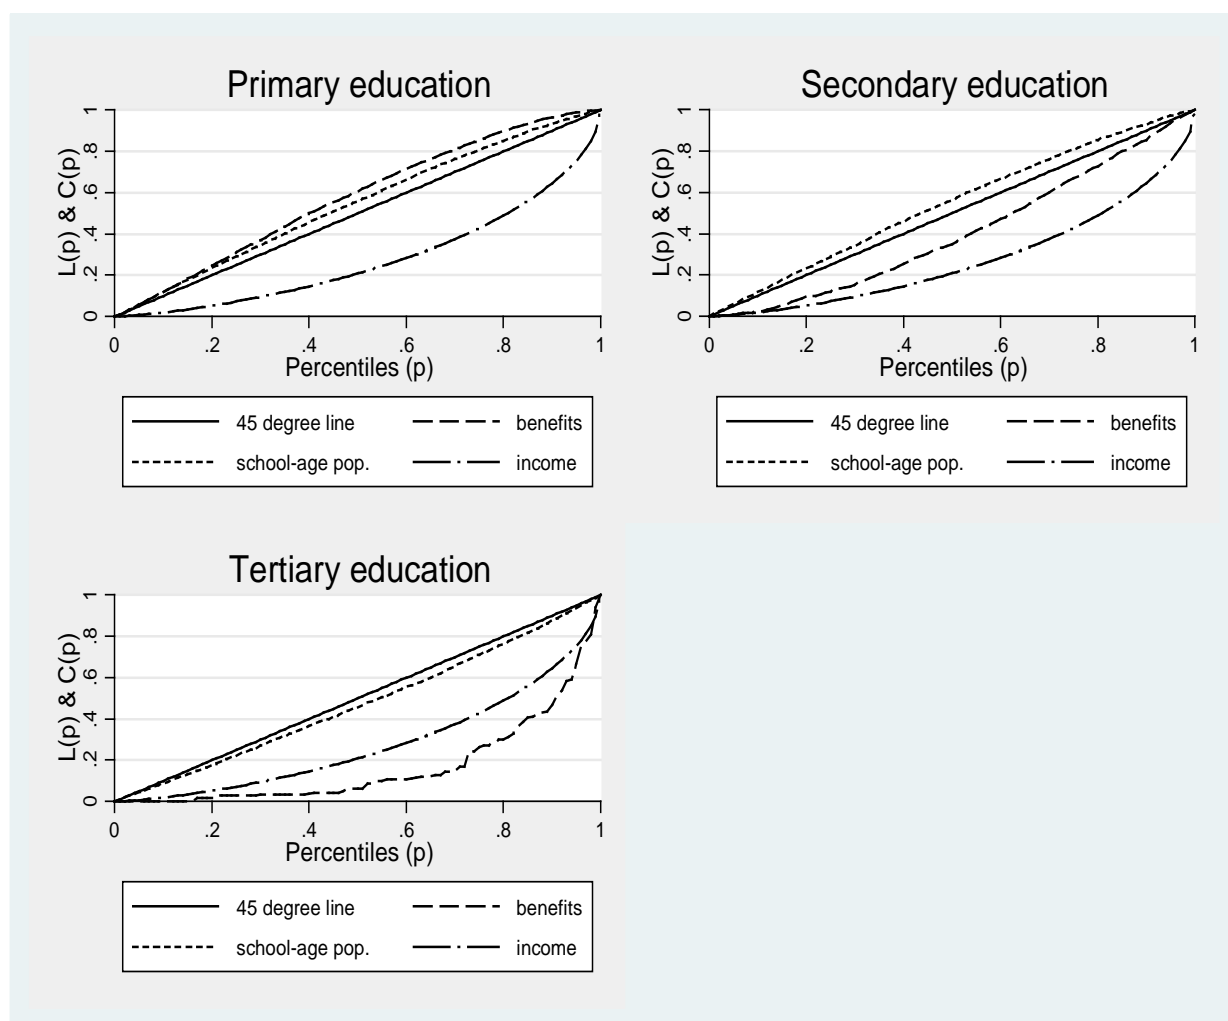 Primary education
L(p) & C(p)
0 .2 .4 .6 .8 1
0 .2 .4 .6 .8 1
Percentiles (p)
45 degree line benefits
school-age pop. income
Secondary education
L(p) & C(p)
0 .2 .4 .6 .8 1
0 .2 .4 .6 .8 1
Percentiles (p)
45 degree line benefits
school-age pop. income
Tertiary education
L(p) & C(p)
0 .2 .4 .6 .8 1
0 .2 .4 .6 .8 1
Percentiles (p)
45 degree line benefits
school-age pop. income